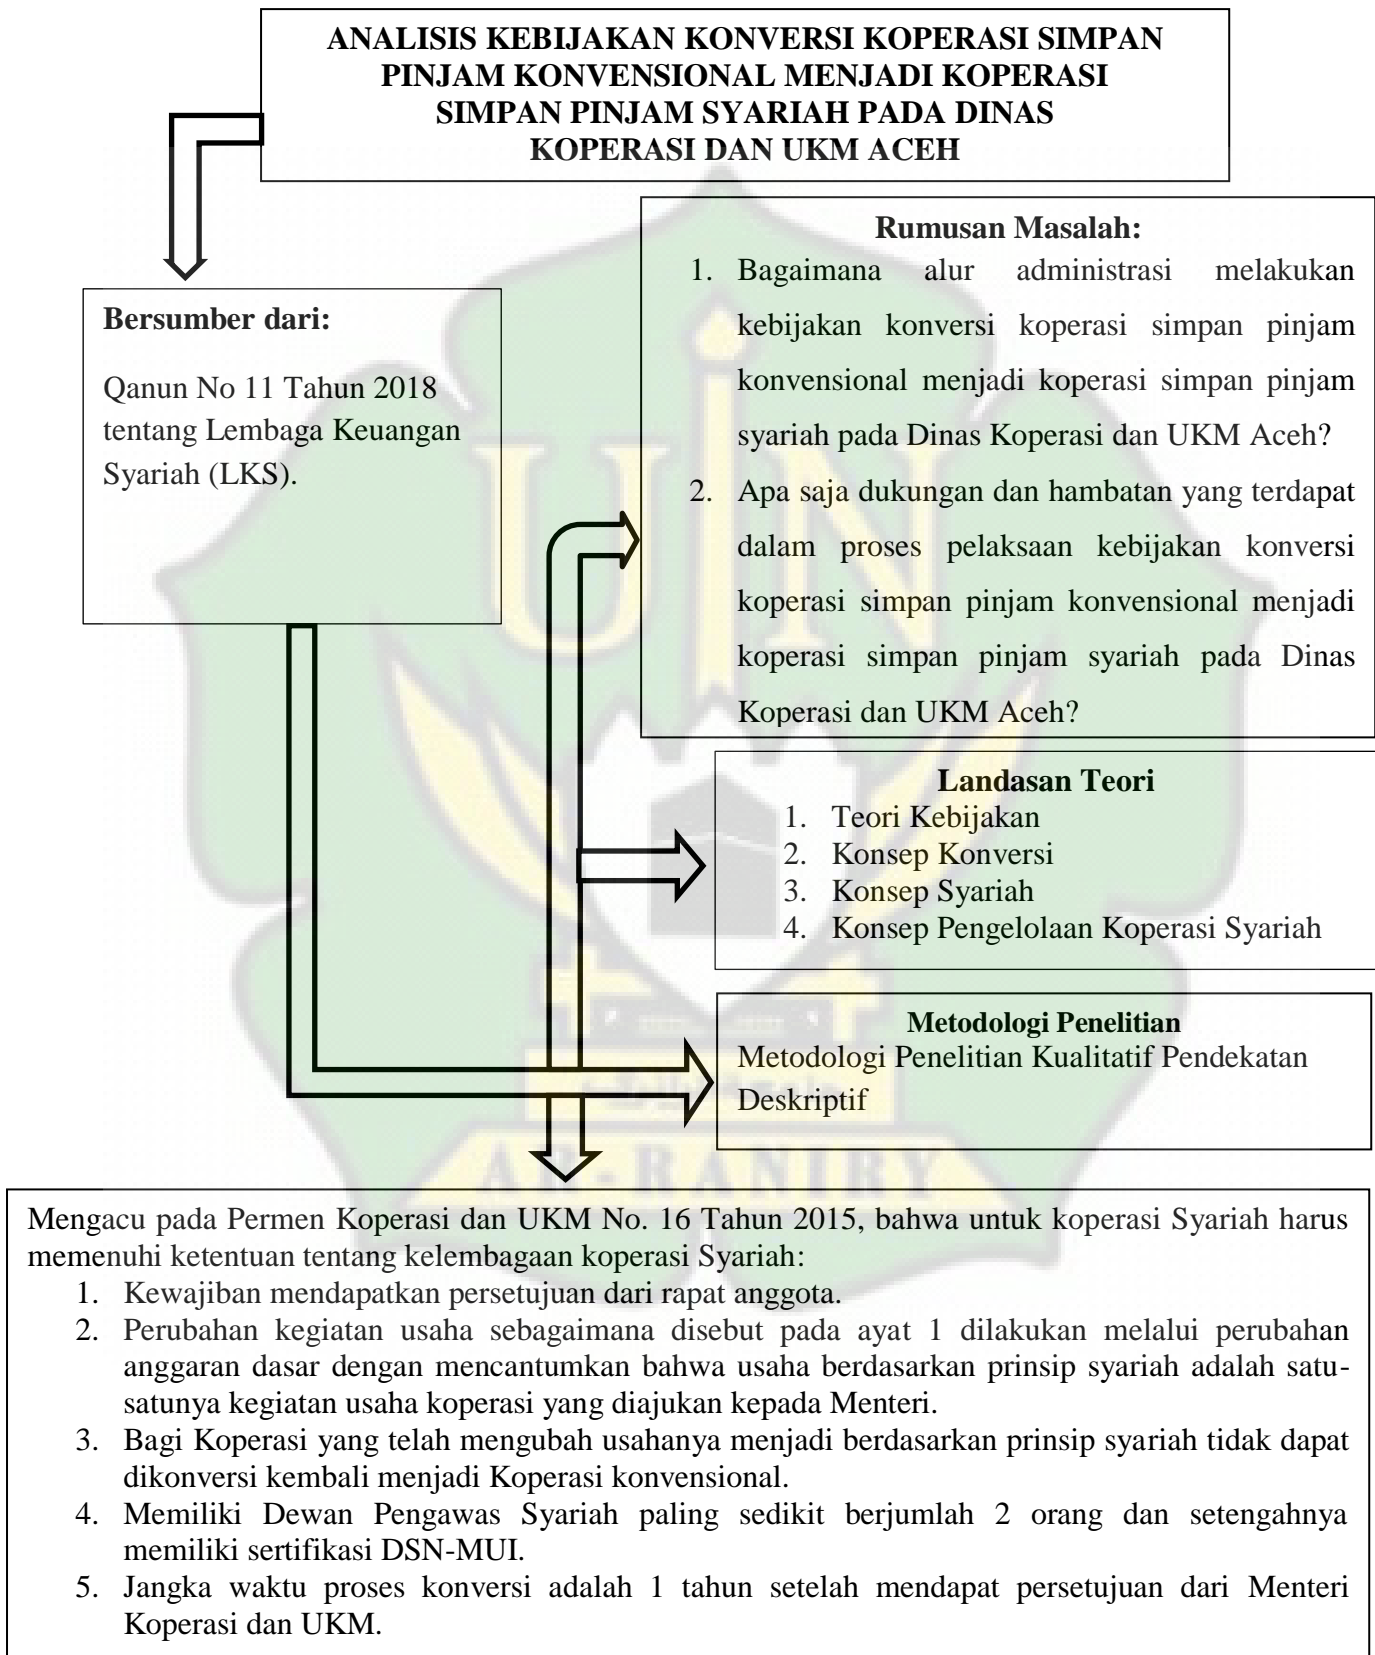 ANALISIS KEBIJAKAN KONVERSI KOPERASI SIMPAN
PINJAM KONVENSIONAL MENJADI KOPERASI
SIMPAN PINJAM SYARIAH PADA DINAS
KOPERASI DAN UKM ACEH
Bersumber dari:
Qanun No 11 Tahun 2018
tentang Lembaga Keuangan
Syariah (LKS).
Rumusan Masalah:
1. Bagaimana alur administrasi melakukan
kebijakan konversi koperasi simpan pinjam
konvensional menjadi koperasi simpan pinjam
syariah pada Dinas Koperasi dan UKM Aceh?
2. Apa saja dukungan dan hambatan yang terdapat
dalam proses pelaksaan kebijakan konversi
koperasi simpan pinjam konvensional menjadi
koperasi simpan pinjam syariah pada Dinas
Koperasi dan UKM Aceh?
Landasan Teori
1. Teori Kebijakan
2. Konsep Konversi
3. Konsep Syariah
4. Konsep Pengelolaan Koperasi Syariah
Metodologi Penelitian
Metodologi Penelitian Kualitatif Pendekatan
Deskriptif
UIN
AR-RANIRY
Mengacu pada Permen Koperasi dan UKM No. 16 Tahun 2015, bahwa untuk koperasi Syariah harus
memenuhi ketentuan tentang kelembagaan koperasi Syariah:
1. Kewajiban mendapatkan persetujuan dari rapat anggota.
2. Perubahan kegiatan usaha sebagaimana disebut pada ayat 1 dilakukan melalui perubahan
anggaran dasar dengan mencantumkan bahwa usaha berdasarkan prinsip syariah adalah satu-
satunya kegiatan usaha koperasi yang diajukan kepada Menteri.
3. Bagi Koperasi yang telah mengubah usahanya menjadi berdasarkan prinsip syariah tidak dapat
dikonversi kembali menjadi Koperasi konvensional.
4. Memiliki Dewan Pengawas Syariah paling sedikit berjumlah 2 orang dan setengahnya
memiliki sertifikasi DSN-MUI.
5. Jangka waktu proses konversi adalah 1 tahun setelah mendapat persetujuan dari Menteri
Koperasi dan UKM.